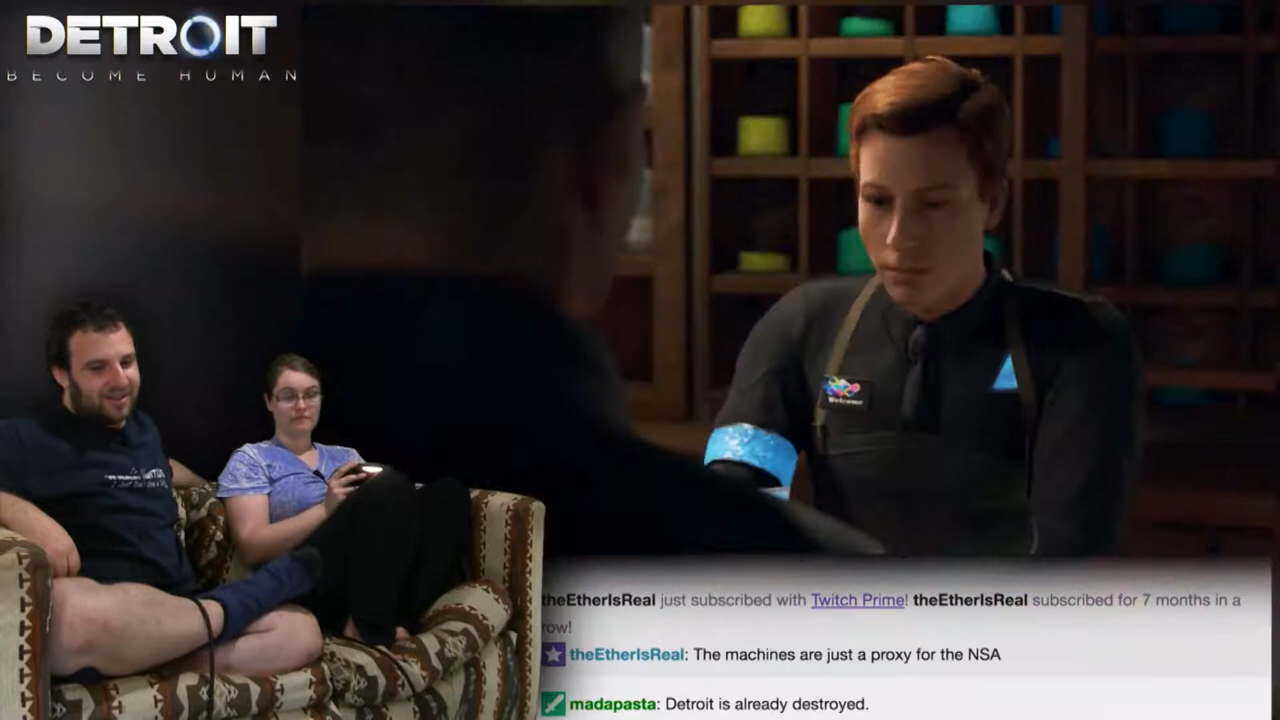 DETROIT
BECOME HUMAN
Welcome
theEtherIsReal just subscribed with Twitch Prime! theEtherIsReal subscribed for 7 months in a
row!
theEtherIsReal: The machines are just a proxy for the NSA
madapasta: Detroit is already destroyed.